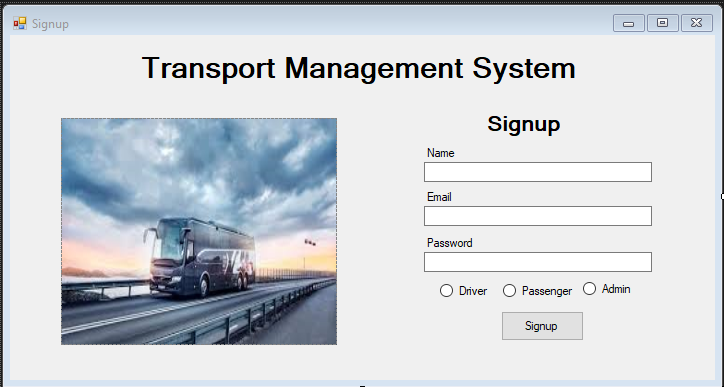 Signup
Transport Management System
Signup
Name
Email
Password
Driver Passenger Admin
Signup